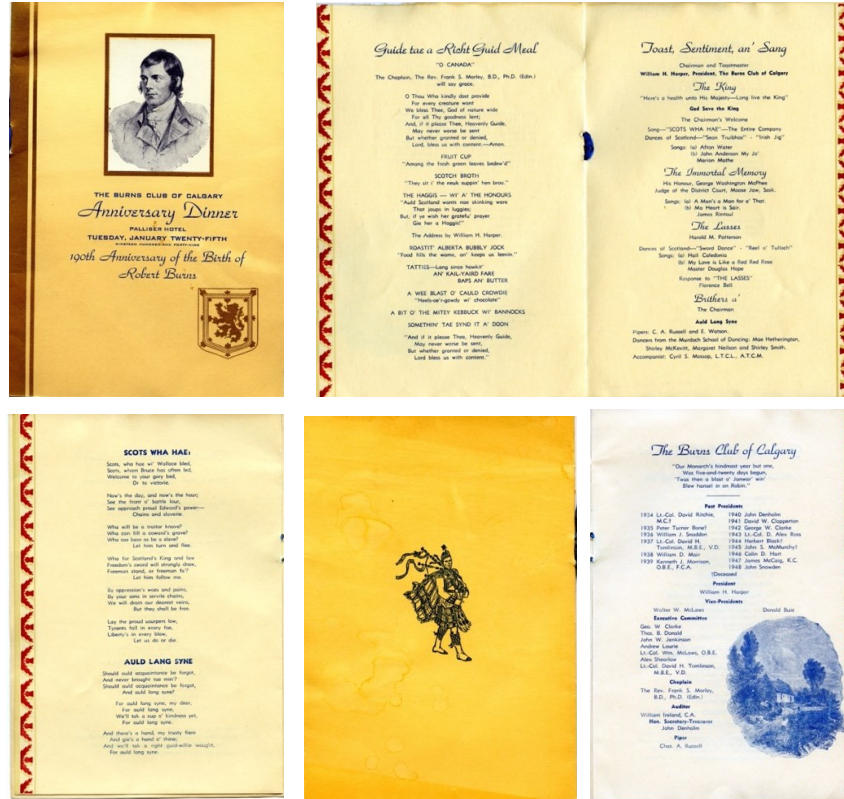 THE BURNS CLUB OF CALGARY
Anniversary Dinner
PALLISER HOTEL
TUESDAY, JANUARY TWENTY-FIFTH
NINETEEN HUNDRED AND FORTY-NINE
190th Anniversary of the Birth of
Robert Burns
Guide tae a Richt Guid Meal
"O CANADA"
The Chaplain, The Rev. Frank S. Morley, B.D., Ph.D. (Edin.)
will say grace.
O Thou Who kindly dost provide
For every creature want
We bless Thee, God of nature wide
For all Thy goodness lent;
And, if it please Thee, Heavenly Guide,
May never worse be sent
But whether granted or denied,
Lord, bless us with content.—Amen.
FRUIT CUP
"Among the fresh green leaves bedew'd"
SCOTCH BROTH
"They sit i' the neuk suppin' hen broo."
THE HAGGIS — WI' A' THE HONOURS
"Auld Scotland wants nae skinking ware
That jaups in luggies;
But, if ye wish her gratefu' prayer
Gie her a Haggis!"
The Address by William H. Harper.
ROASTIT' ALBERTA BUBBLY JOCK
"Food fills the wame, an' keeps us leevin."
TATTIES—Lang since howkit'
AN' KAIL-YAIRD FARE
BAPS AN' BUTTER
A WEE BLAST O' CAULD CROWDIE
"Heels-oe'r-gowdy wi' chocolate"
A BIT O' THE MITEY KEBBUCK WI' BANNOCKS
SOMETHIN' TAE SYND IT A' DOON
"And if it please Thee, Heavenly Guide,
May never worse be sent,
But whether granted or denied,
Lord bless us with content."
Toast, Sentiment, an' Sang
Chairman and Toastmaster
William H. Harper, President, The Burns Club of Calgary
The King
"Here's a health unto His Majesty—Long live the King"
God Save the King
The Chairman's Welcome
Song—"SCOTS WHA HAE"—The Entire Company
Dances of Scotland—"Sean Truibhas" - "Irish Jig"
Songs: (a) Afton Water
(b) John Anderson My Jo'
Marion Mathe
The Immortal Memory
His Honour, George Washington McPhee
Judge of the District Court, Moose Jaw, Sask.
Songs: (a) A Man's a Man for a' That.
(b) Ma Heart is Sair.
James Rintoul
The Lasses
Harold M. Patterson
Dances of Scotland—"Sword Dance" - "Reel o' Tulloch"
Songs: (a) Hail Caledonia
(b) My Love is Like a Red Red Rose
Master Douglas Hope
Response to "THE LASSES"
Florence Bell
Brithers a'
The Chairman
Auld Lang Syne
Pipers: C. A. Russell and E. Watson.
Dancers from the Murdoch School of Dancing: Mae Hetherington,
Shirley McKevitt, Margaret Neilson and Shirley Smith.
Accompanist: Cyril S. Mossop, L.T.C.L., A.T.C.M.
SCOTS WHA HAE:
Scots, wha hae wi' Wallace bled,
Scots, whom Bruce has often led,
Welcome to your gory bed,
Or to victorie.
Now's the day, and now's the hour;
See the front o' battle lour,
See approach proud Edward's power—
Chains and slaverie.
Wha will be a traitor knave?
Wha can fill a coward's grave?
Wha sae base as be a slave?
Let him turn and flee.
Wha for Scotland's King and law
Freedom's sword will strongly draw,
Freeman stand, or freeman fa'?
Let him follow me.
By oppression's woes and pains,
By your sons in servile chains,
We will drain our dearest veins,
But they shall be free.
Lay the proud usurpers low,
Tyrants fall in every foe,
Liberty's in every blow,
Let us do or die.
AULD LANG SYNE
Should auld acquaintance be forgot,
And never brought tae min'?
Should auld acquaintance be forgot,
And auld lang syne?
For auld lang syne, my dear,
For auld lang syne,
We'll tak a cup o' kindness yet,
For auld lang syne.
And there's a hand, my trusty fiere
And gie's a hand o' thine;
And we'll tak a right guid-willie waught,
For auld lang syne.
The Burns Club of Calgary
"Our Monarch's hindmost year but one,
Was five-and-twenty days begun,
'Twas then a blast o' Janwar' win'
Blew hansel in on Robin."
Past Presidents
1934 Lt.-Col. David Ritchie,
M.C.†
1935 Peter Turner Bone†
1936 William J. Snaddon
1937 Lt.-Col. David H.
Tomlinson, M.B.E., V.D.
1938 William D. Mair
1939 Kenneth J. Morrison,
O.B.E., F.C.A.
1940 John Denholm
1941 David W. Clapperton
1942 George W. Clarke
1943 Lt.-Col. D. Alex Ross
1944 Herbert Black†
1945 John S. McMurchy†
1946 Colin D. Hart
1947 James McCaig, K.C.
1948 John Snowden
†Deceased
President
William H. Harper
Vice-Presidents
Walter W. McLaws Donald Buie
Executive Committee
Geo. W. Clarke
Thos. B. Donald
John W. Jenkinson
Andrew Laurie
Lt.-Col. Wm. McLaws, O.B.E.
Alex Shearlaw
Lt.-Col. David H. Tomlinson,
M.B.E., V.D.
Chaplain
The Rev. Frank S. Morley,
B.D., Ph.D. (Edin.)
Auditor
William Ireland, C.A.
Hon. Secretary-Treasurer
John Denholm
Piper
Chas. A. Russell